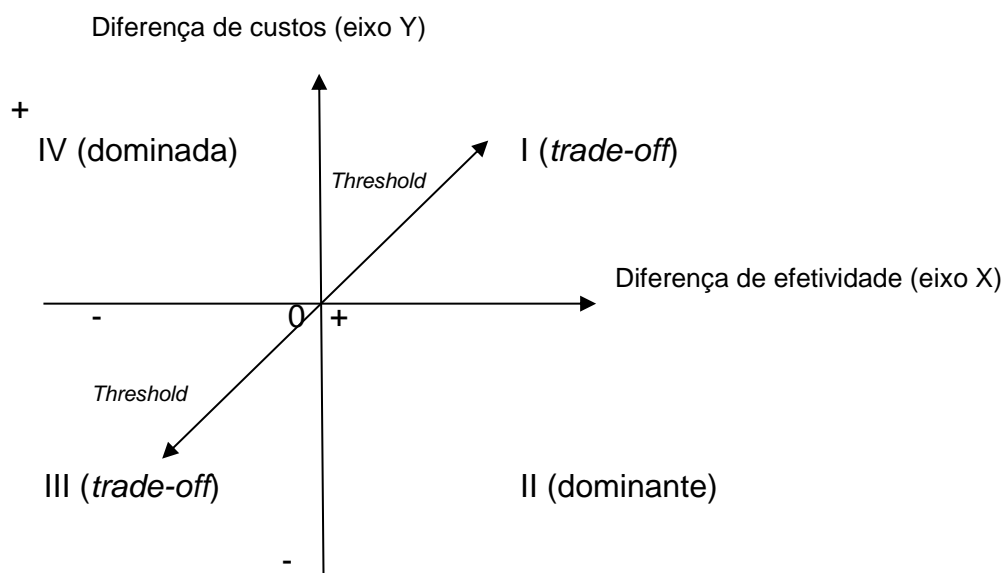 Diferença de custos (eixo Y)
+
IV (dominada)
I (trade-off)
Threshold
Diferença de efetividade (eixo X)
-
0
+
Threshold
III (trade-off)
II (dominante)
-